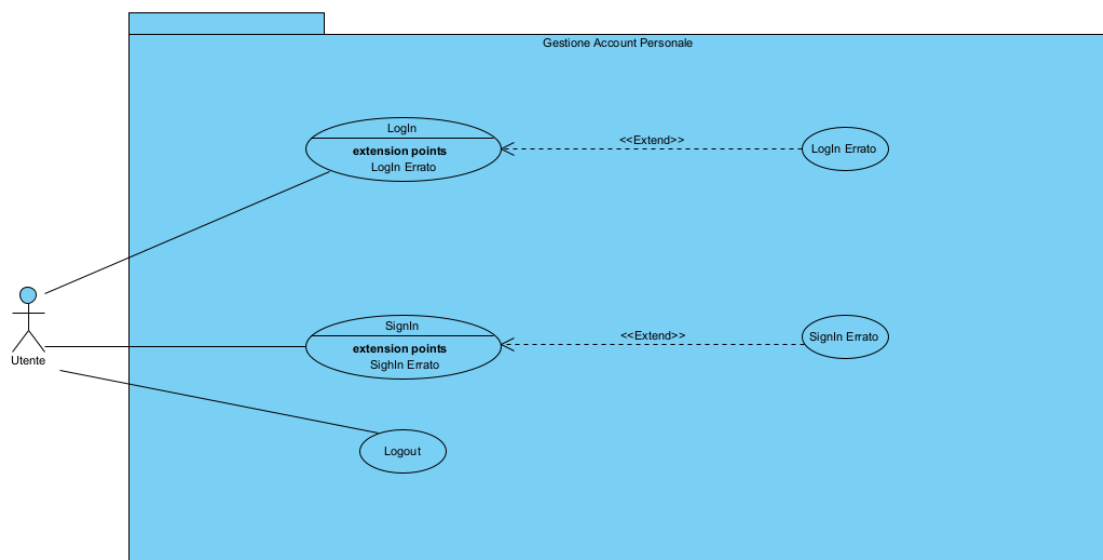 Gestione Account Personale
LogIn
extension points
LogIn Errato
<<Extend>>
LogIn Errato
SignIn
extension points
SighIn Errato
<<Extend>>
SignIn Errato
Utente
Logout